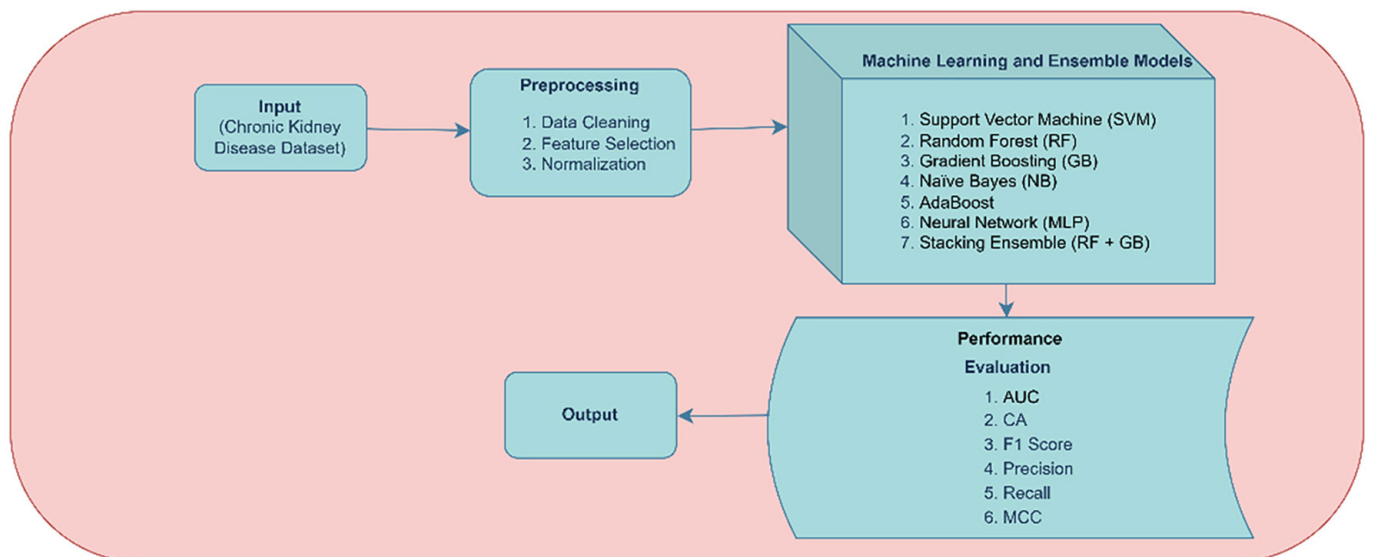 Input
(Chronic Kidney
Disease Dataset)
Preprocessing
1. Data Cleaning
2. Feature Selection
3. Normalization
Machine Learning and Ensemble Models
1. Support Vector Machine (SVM)
2. Random Forest (RF)
3. Gradient Boosting (GB)
4. Naïve Bayes (NB)
5. AdaBoost
6. Neural Network (MLP)
7. Stacking Ensemble (RF + GB)
Performance
Evaluation
1. AUC
2. CA
3. F1 Score
4. Precision
5. Recall
6. MCC
Output